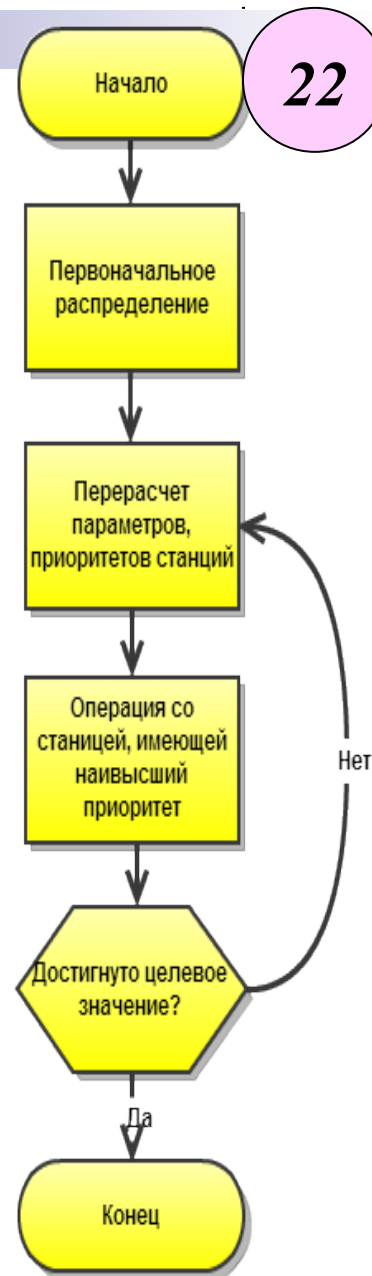 Начало
22
Первоначальное
распределение
Перерасчет
параметров,
приоритетов станций
Операция со
станицей, имеющей
наивысший
приоритет
Нет
Достигнуто целевое
значение?
Да
Конец